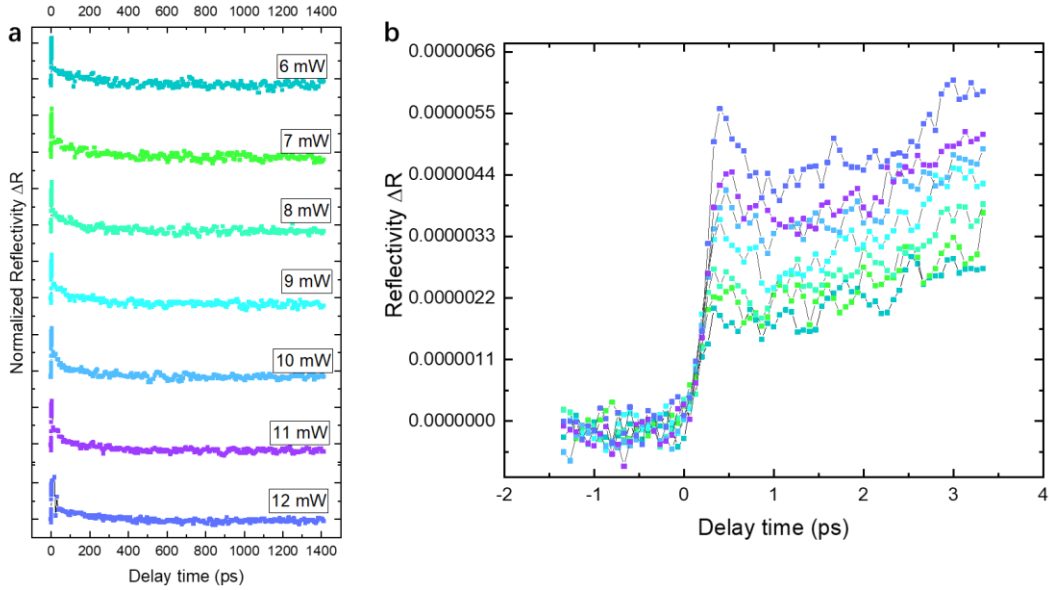 a
0 200 400 600 800 1000 1200 1400
Normalized Reflectivity ΔR
6 mW
7 mW
8 mW
9 mW
10 mW
11 mW
12 mW
0 200 400 600 800 1000 1200 1400
Delay time (ps)
b
Reflectivity ΔR
0.0000066
0.0000055
0.0000044
0.0000033
0.0000022
0.0000011
0.0000000
-2 -1 0 1 2 3 4
Delay time (ps)